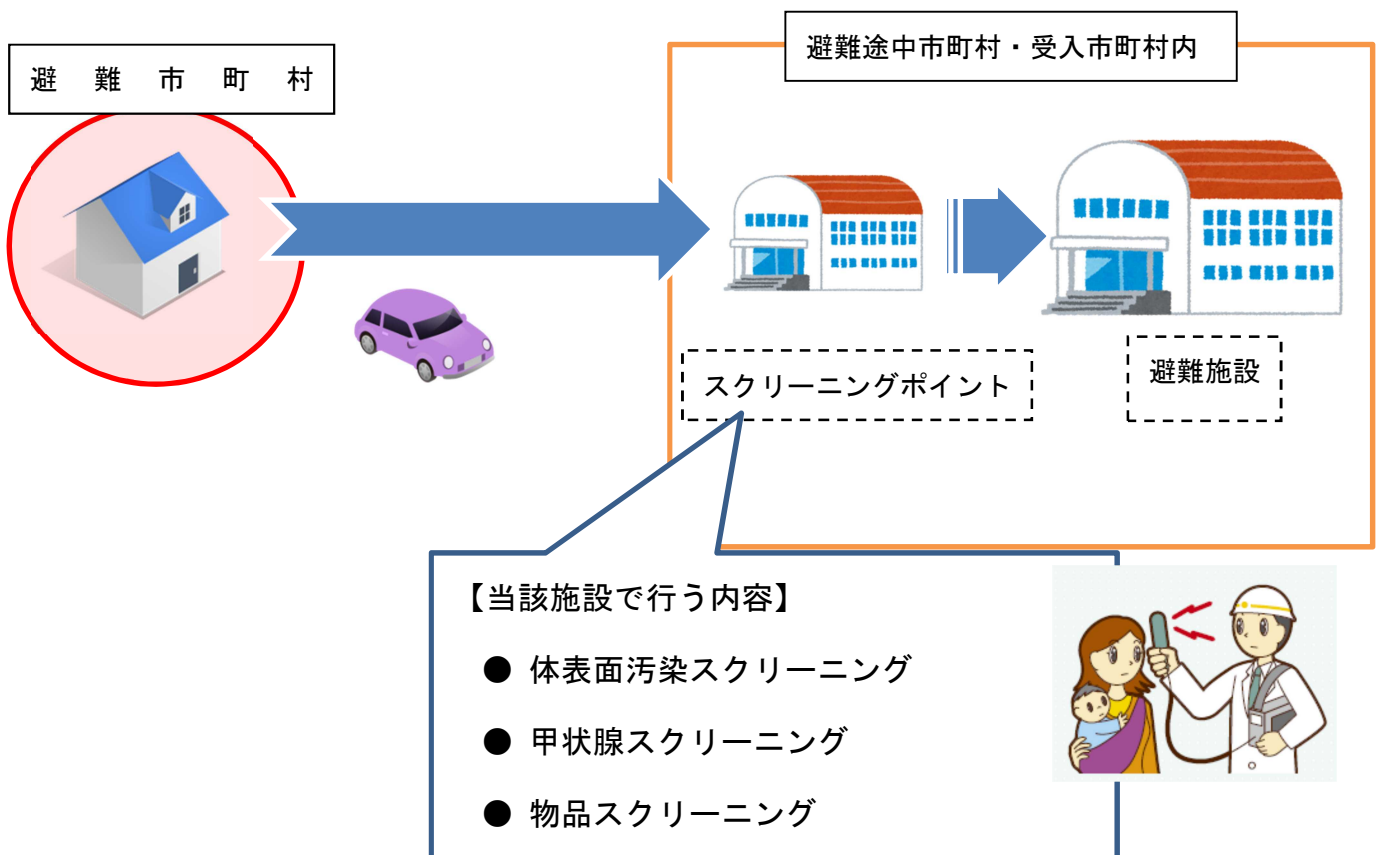 避難市町村
避難途中市町村・受入市町村内
スクリーニングポイント
避難施設
【当該施設で行う内容】
● 体表面汚染スクリーニング
● 甲状腺スクリーニング
● 物品スクリーニング